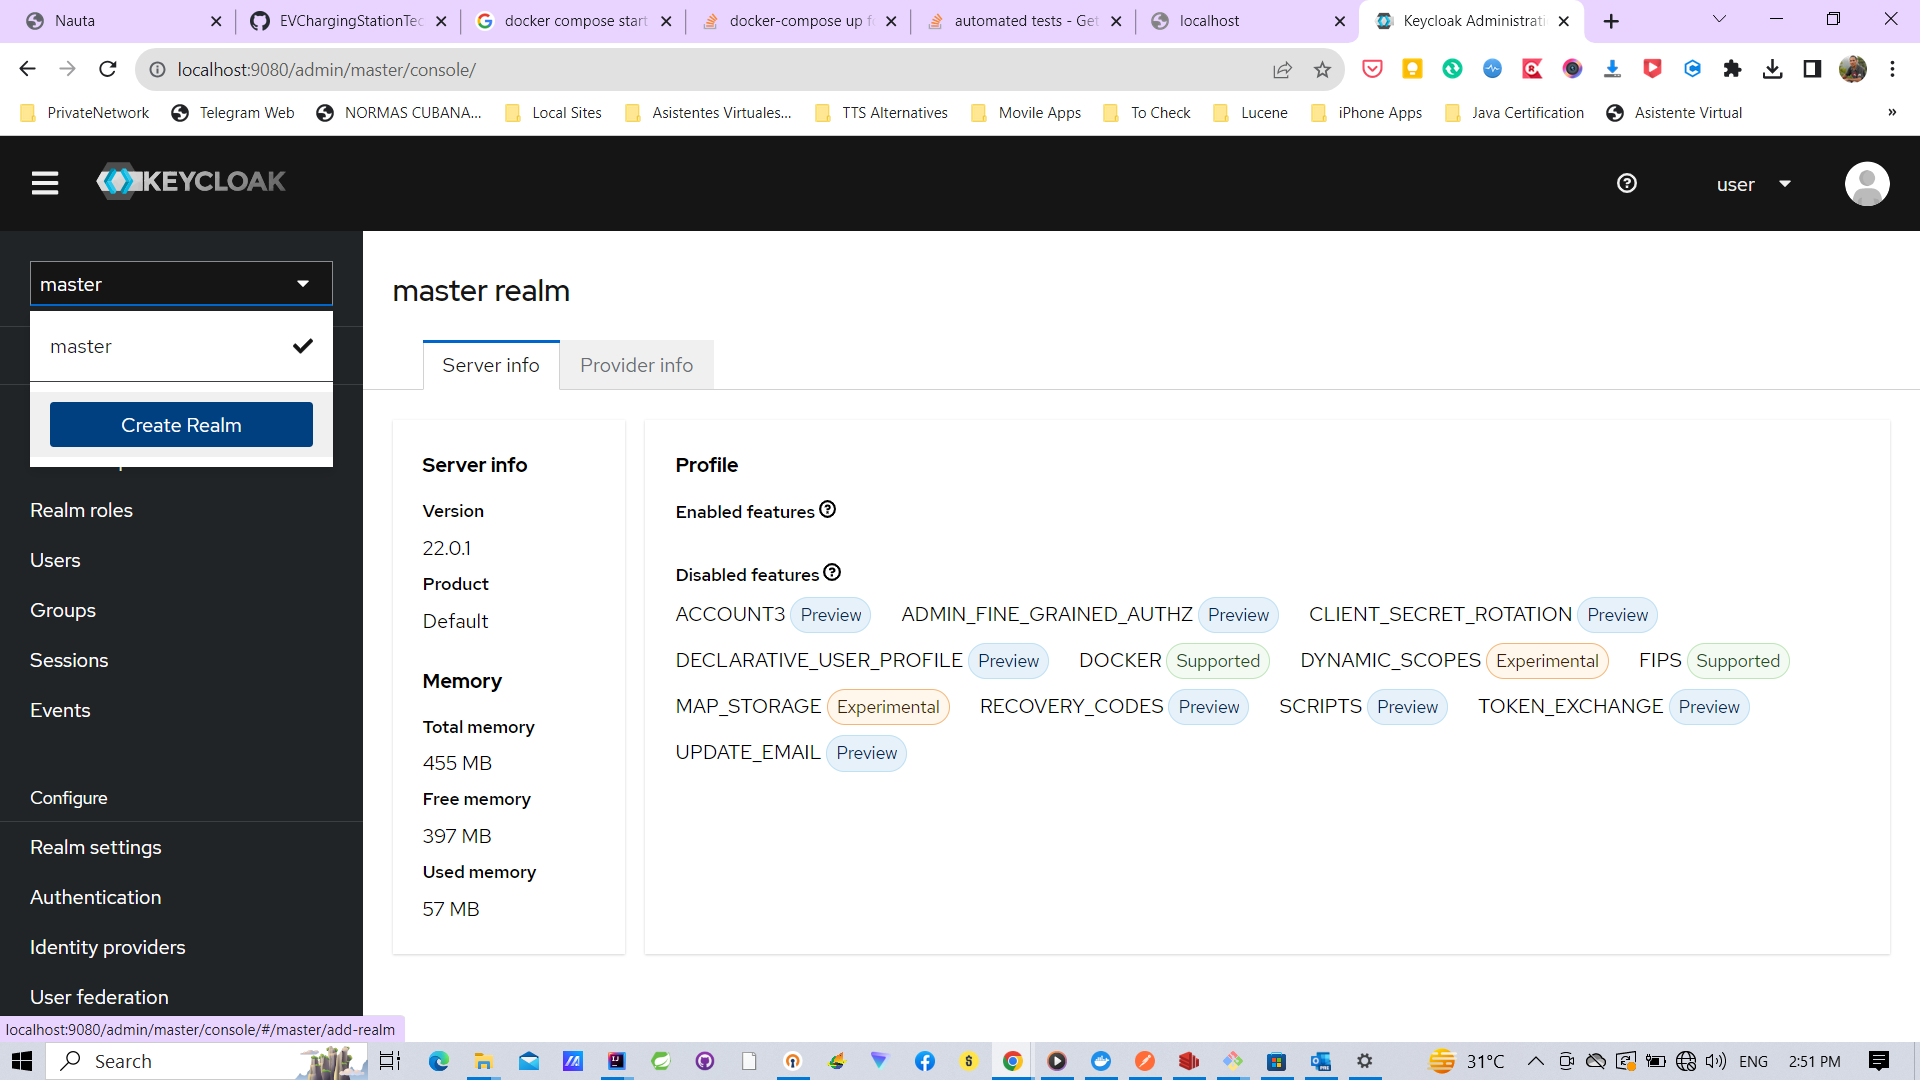 Nauta
EVChargingStationTec
docker compose start
docker-compose up f
automated tests - Get
localhost
Keycloak Administrati
localhost:9080/admin/master/console/
PrivateNetwork
Telegram Web
NORMAS CUBANA...
Local Sites
Asistentes Virtuales...
TTS Alternatives
Movile Apps
To Check
Lucene
iPhone Apps
Java Certification
Asistente Virtual
»
KEYCLOAK
user
master
master
Create Realm
Realm roles
Users
Groups
Sessions
Events
Configure
Realm settings
Authentication
Identity providers
User federation
master realm
Server info
Provider info
Server info
Version
22.0.1
Product
Default
Memory
Total memory
455 MB
Free memory
397 MB
Used memory
57 MB
Profile
Enabled features
Disabled features
ACCOUNT3 Preview ADMIN_FINE_GRAINED_AUTHZ Preview CLIENT_SECRET_ROTATION Preview
DECLARATIVE_USER_PROFILE Preview DOCKER Supported DYNAMIC_SCOPES Experimental FIPS Supported
MAP_STORAGE Experimental RECOVERY_CODES Preview SCRIPTS Preview TOKEN_EXCHANGE Preview
UPDATE_EMAIL Preview
localhost:9080/admin/master/console/#/master/add-realm
Search
31°C
ENG
2:51 PM